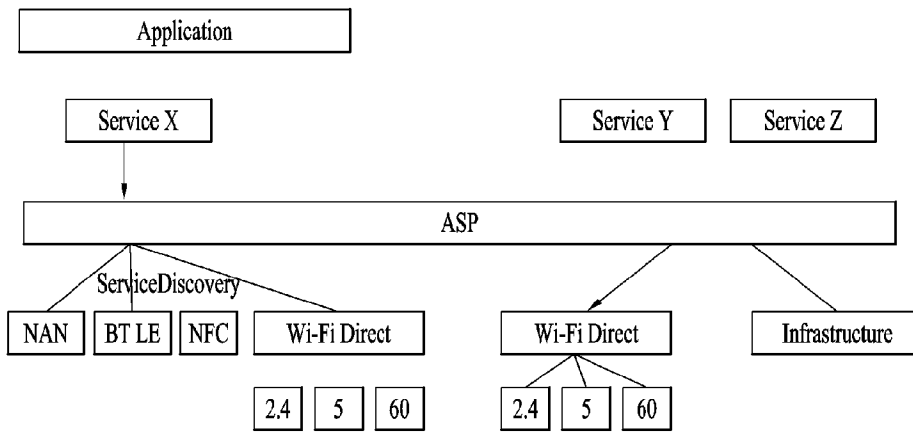 Application
Service X
Service Y
Service Z
ASP
ServiceDiscovery
NAN
BT LE
NFC
Wi-Fi Direct
Wi-Fi Direct
Infrastructure
2.4
5
60
2.4
5
60